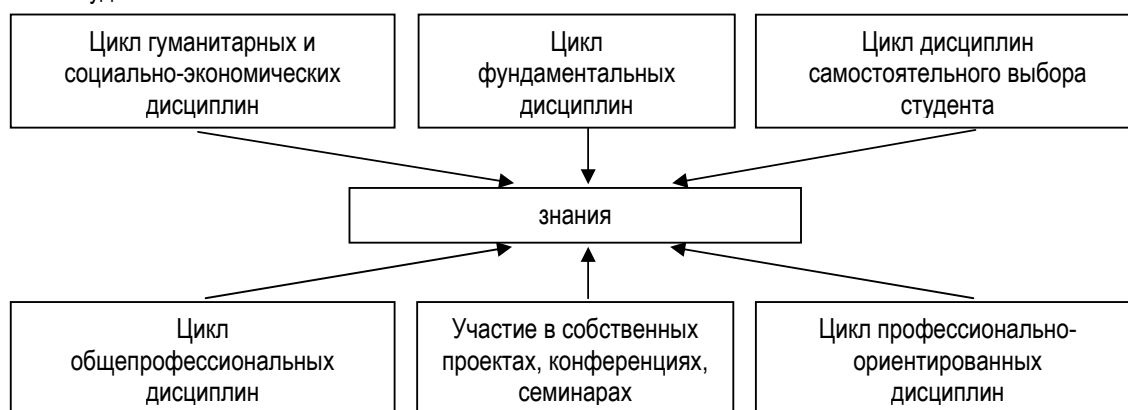 Цикл гуманитарных и
социально-экономических
дисциплин
Цикл
фундаментальных
дисциплин
Цикл дисциплин
самостоятельного выбора
студента
знания
Цикл
общепрофессиональных
дисциплин
Участие в собственных
проектах, конференциях,
семинарах
Цикл профессионально-
ориентированных
дисциплин